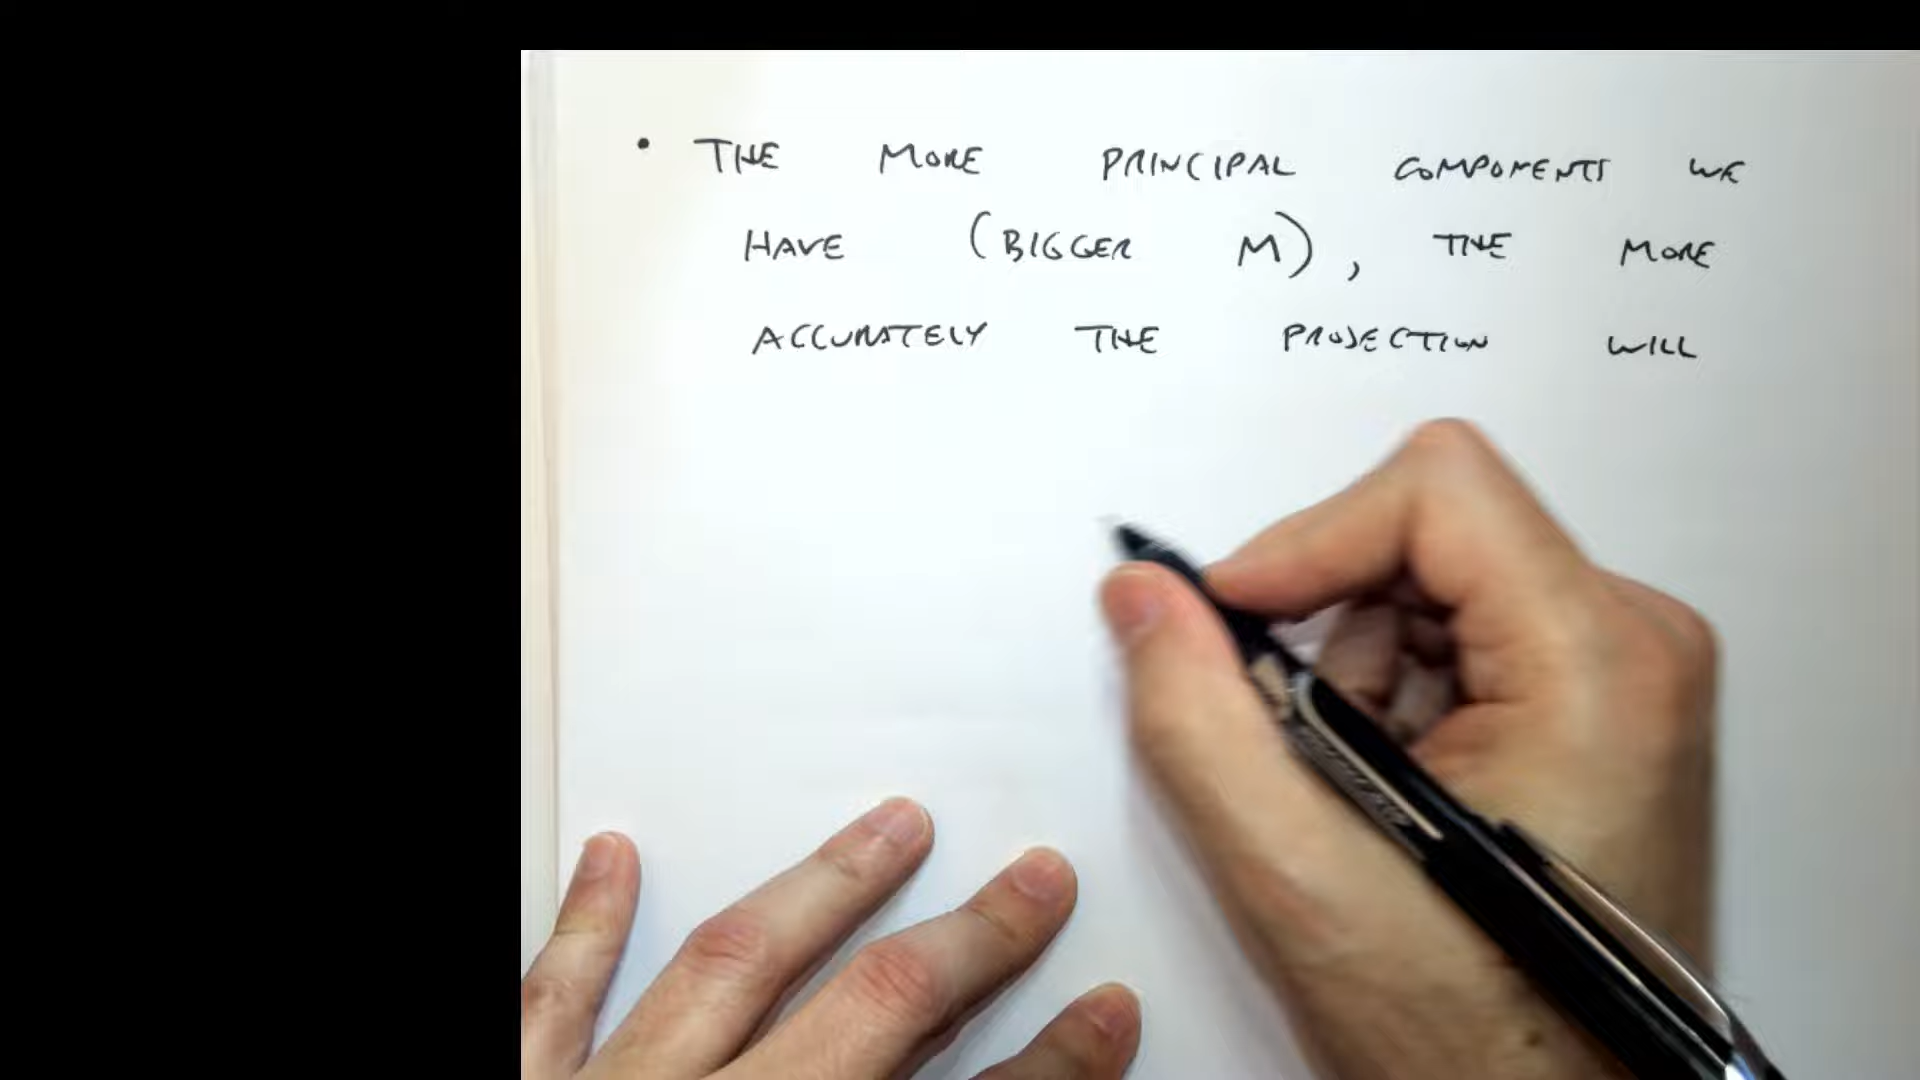 • THE MORE PRINCIPAL COMPONENTS WE
HAVE (BIGGER M), THE MORE
ACCURATELY THE PROJECTION WILL